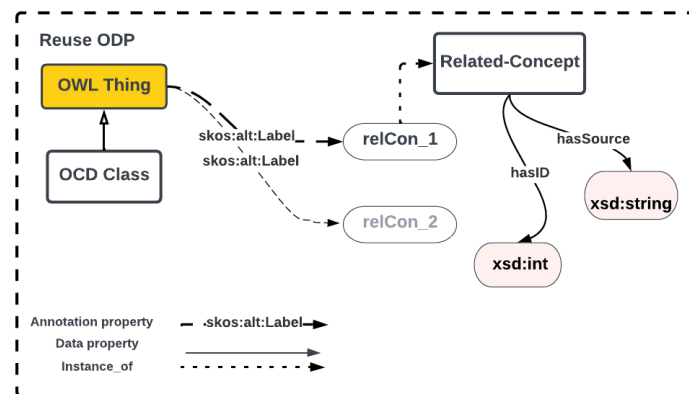 Reuse ODP
OWL Thing
Related-Concept
skos:alt:Label
relCon_1
hasSource
skos:alt:Label
OCD Class
hasID
xsd:string
relCon_2
xsd:int
Annotation property
skos:alt:Label
Data property
Instance_of